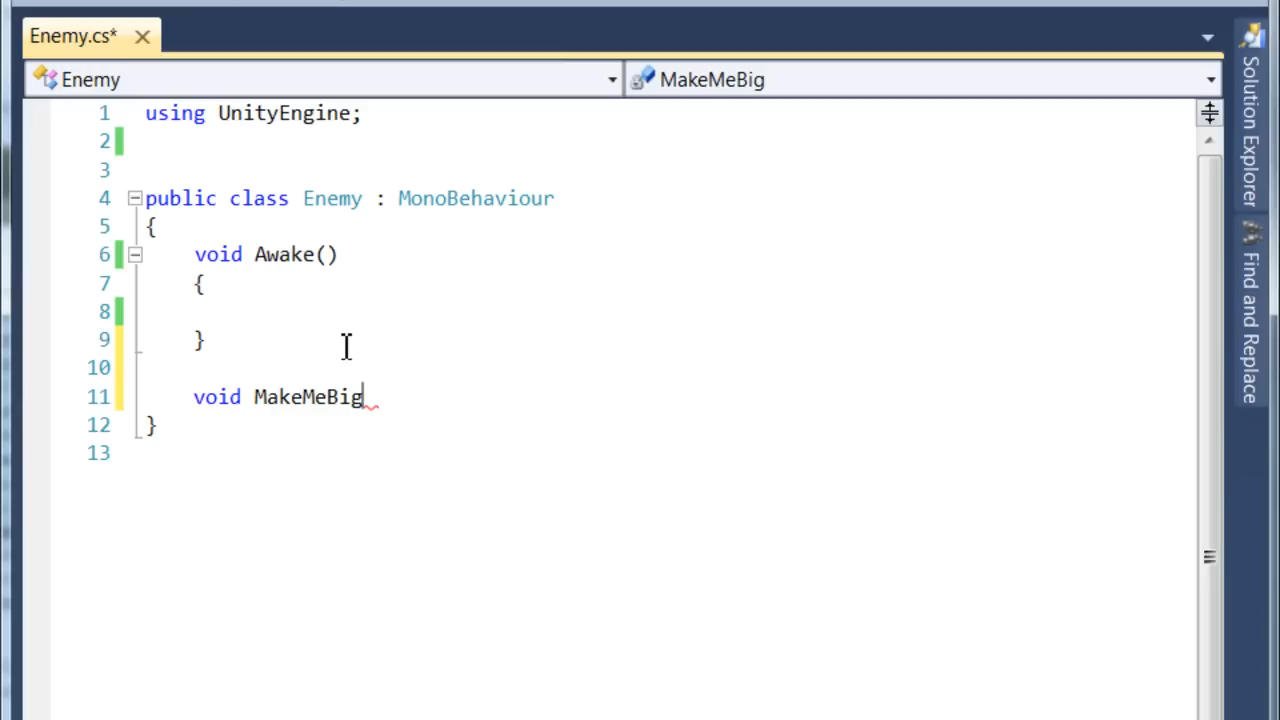 Enemy.cs*
Enemy MakeMeBig
1 using UnityEngine;
2
3
4 public class Enemy : MonoBehaviour
5 {
6 void Awake()
7 {
8
9 }
10
11 void MakeMeBig
12 }
13
Solution Explorer
Find and Replace